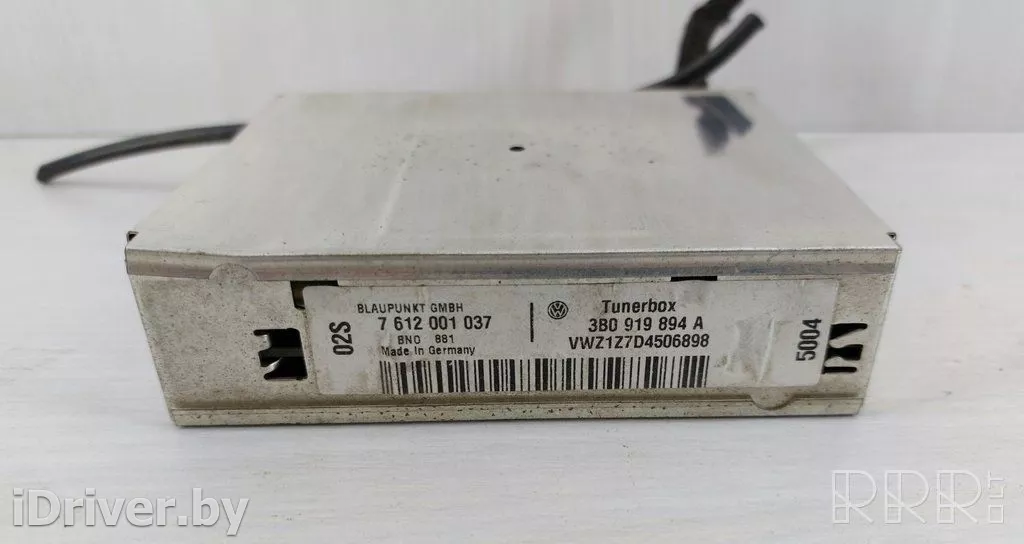 02S
BLAUPUNKT GMBH
7 612 001 037
BNO 881
Made In Germany
Tunerbox
3B0 919 894 A
VWZ1Z7D4506898
5004
iDriver.by
RRR.LT